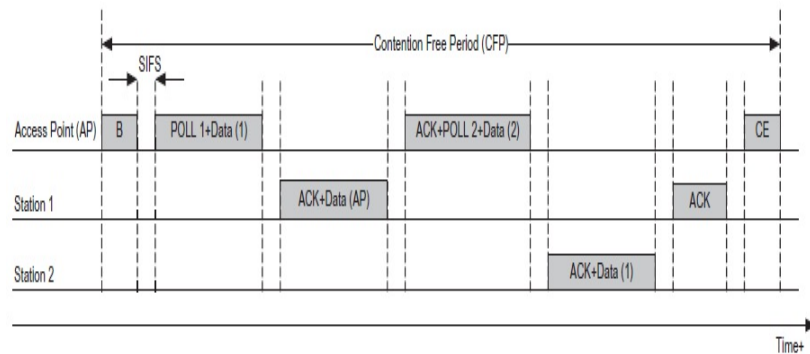 Contention Free Period (CFP)
SIFS
Access Point (AP)
B
POLL 1+Data (1)
ACK+POLL 2+Data (2)
CE
Station 1
ACK+Data (AP)
ACK
Station 2
ACK+Data (1)
Time+